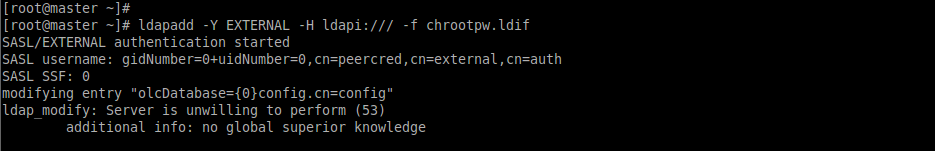 [root@master ~]#
[root@master ~]# ldapadd -Y EXTERNAL -H ldapi:/// -f chrootpw.ldif
SASL/EXTERNAL authentication started
SASL username: gidNumber=0+uidNumber=0,cn=peercred,cn=external,cn=auth
SASL SSF: 0
modifying entry "olcDatabase={0}config.cn=config"
ldap_modify: Server is unwilling to perform (53)
        additional info: no global superior knowledge